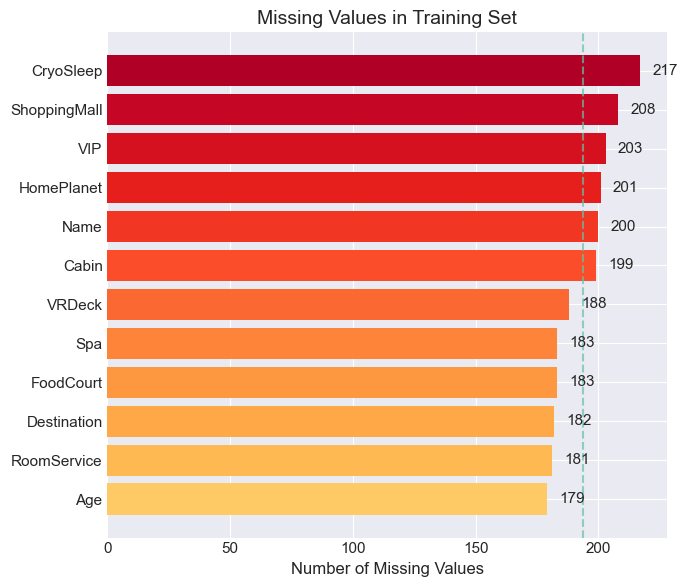 Missing Values in Training Set
CryoSleep 217
ShoppingMall 208
VIP 203
HomePlanet 201
Name 200
Cabin 199
VRDeck 188
Spa 183
FoodCourt 183
Destination 182
RoomService 181
Age 179
0 50 100 150 200
Number of Missing Values